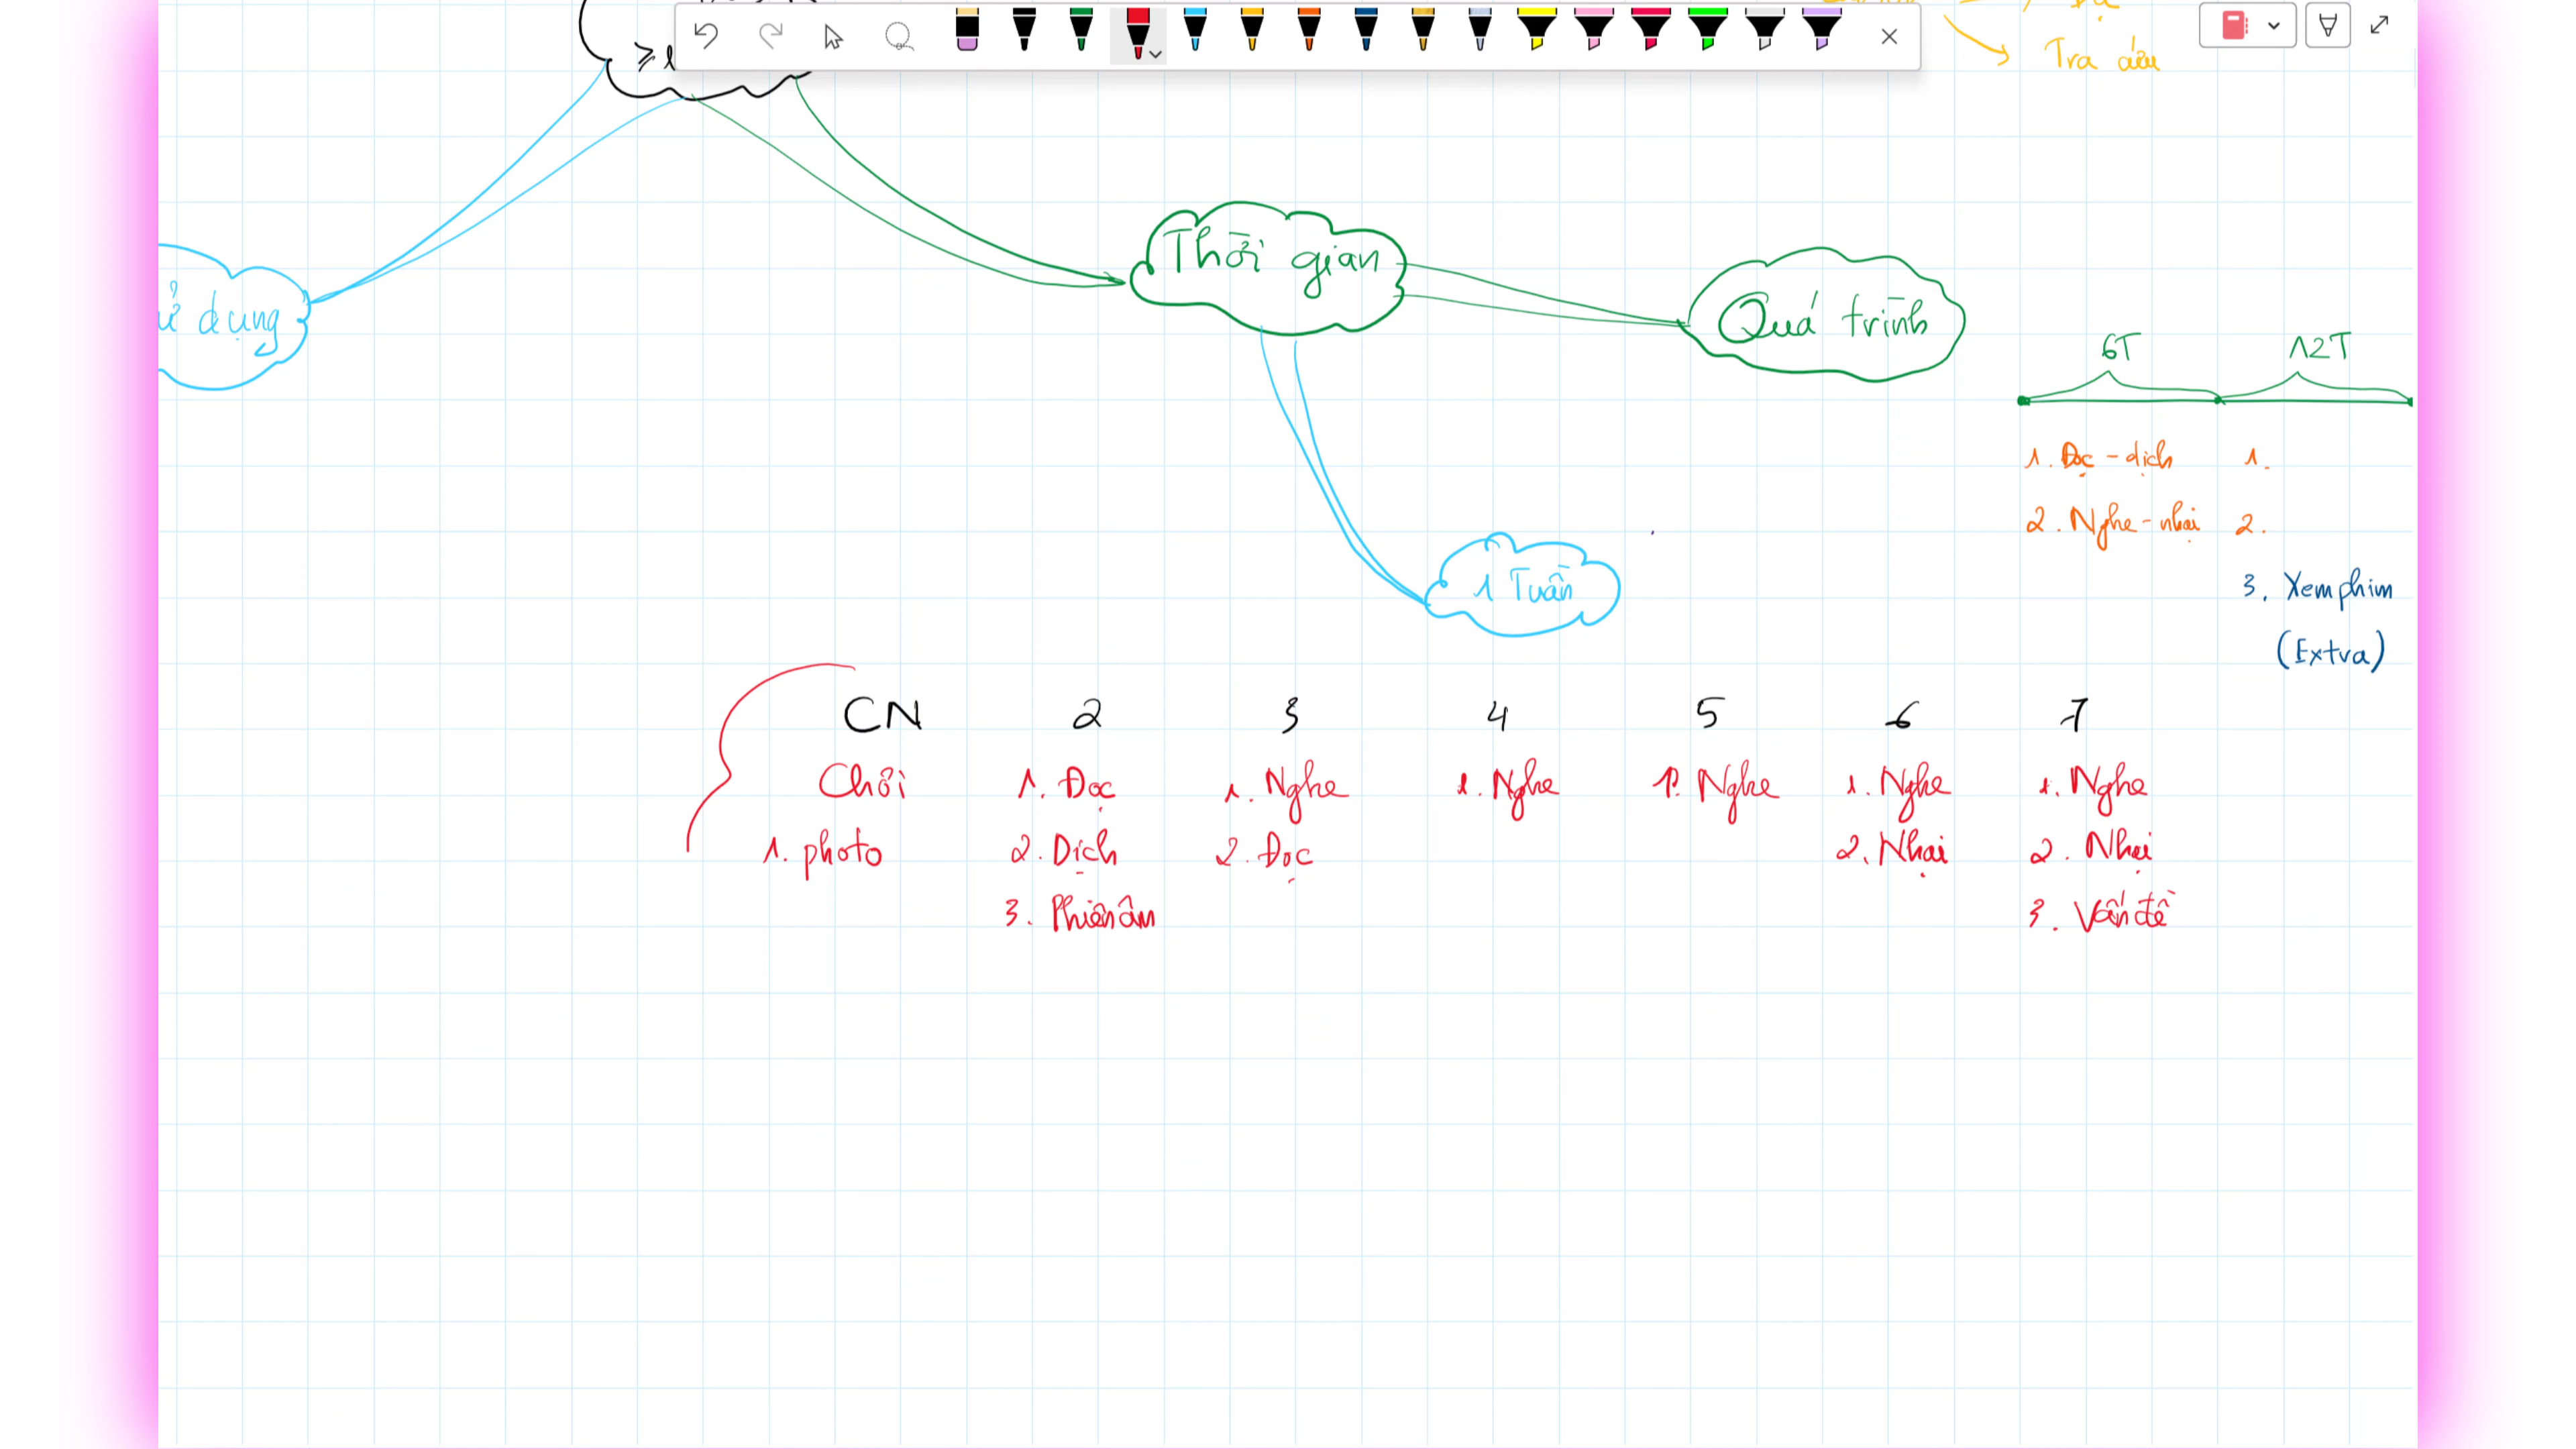 Tra dấu
Thời gian
Quá trình
dụng
6T
12T
1. Đọc - dịch
1.
2. Nghe - nhại
2.
1 Tuần
3. Xem phim
(Extra)
CN
2
3
4
5
6
7
Chơi
1. Đọc
1. Nghe
1. Nghe
1. Nghe
1. Nghe
1. Nghe
1. photo
2. Dịch
2. Đọc
2. Nhại
2. Nhại
3. Phiên âm
3. Vấn đề